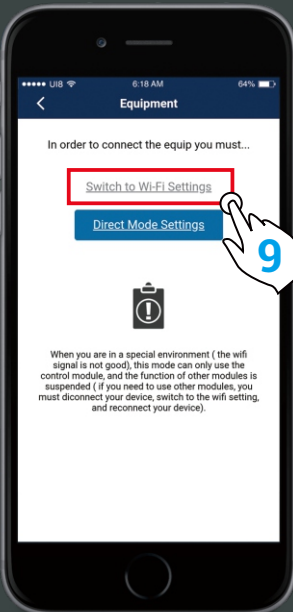 ••••• UI8 6:18 AM 64%
Equipment
In order to connect the equip you must...
Switch to Wi-Fi Settings
Direct Mode Settings
9
When you are in a special environment ( the wifi
signal is not good), this mode can only use the
control module, and the function of other modules is
suspended ( if you need to use other modules, you
must diconnect your device, switch to the wifi setting,
and reconnect your device).